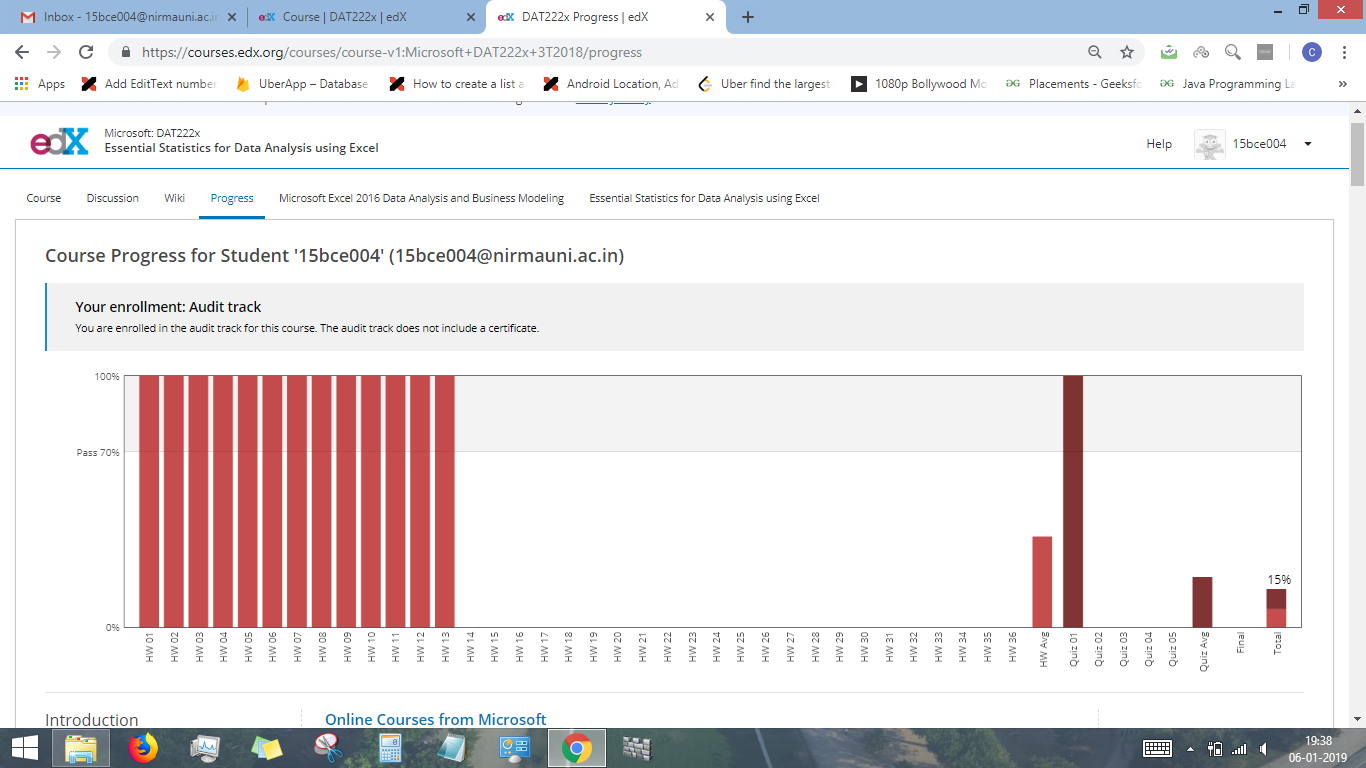 Inbox - 15bce004@nirmauni.ac.in
Course | DAT222x | edX
DAT222x Progress | edX
https://courses.edx.org/courses/course-v1:Microsoft+DAT222x+3T2018/progress
C
Apps
Add EditText number
UberApp – Database
How to create a list a
Android Location, Ad
Uber find the largest
1080p Bollywood Mo
Placements - Geeksfo
Java Programming La
»
edX
Microsoft: DAT222x
Essential Statistics for Data Analysis using Excel
Help
15bce004
Course
Discussion
Wiki
Progress
Microsoft Excel 2016 Data Analysis and Business Modeling
Essential Statistics for Data Analysis using Excel
Course Progress for Student '15bce004' (15bce004@nirmauni.ac.in)
Your enrollment: Audit track
You are enrolled in the audit track for this course. The audit track does not include a certificate.
100%
Pass 70%
0%
15%
HW 01
HW 02
HW 03
HW 04
HW 05
HW 06
HW 07
HW 08
HW 09
HW 10
HW 11
HW 12
HW 13
HW 14
HW 15
HW 16
HW 17
HW 18
HW 19
HW 20
HW 21
HW 22
HW 23
HW 24
HW 25
HW 26
HW 27
HW 28
HW 29
HW 30
HW 31
HW 32
HW 33
HW 34
HW 35
HW 36
HW Avg
Quiz 01
Quiz 02
Quiz 03
Quiz 04
Quiz 05
Quiz Avg
Final
Total
Introduction
Online Courses from Microsoft
19:38
06-01-2019